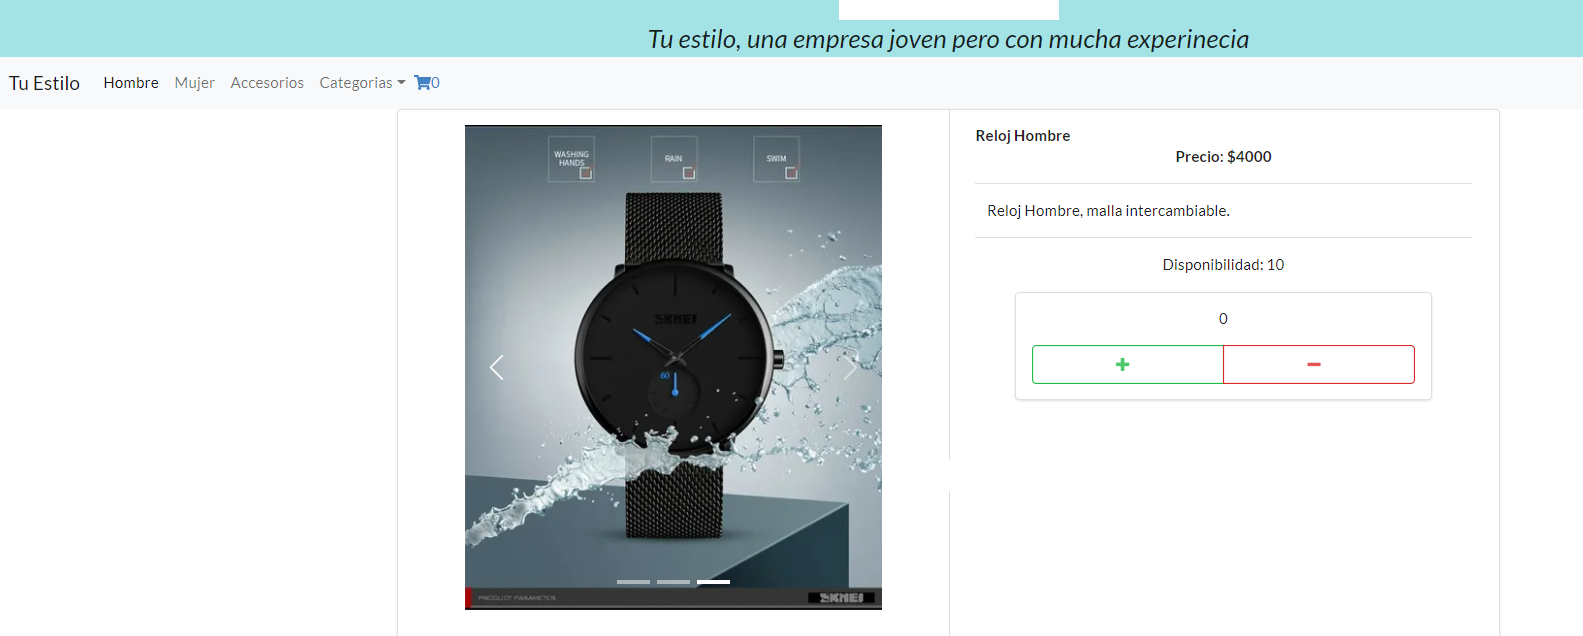 Tu estilo, una empresa joven pero con mucha experinecia
Tu Estilo Hombre Mujer Accesorios Categorias 0
WASHING
HANDS
RAIN
SWIM
SKMEI
60
PRODUCT PARAMETER
SKMEI
Reloj Hombre
Precio: $4000
Reloj Hombre, malla intercambiable.
Disponibilidad: 10
0